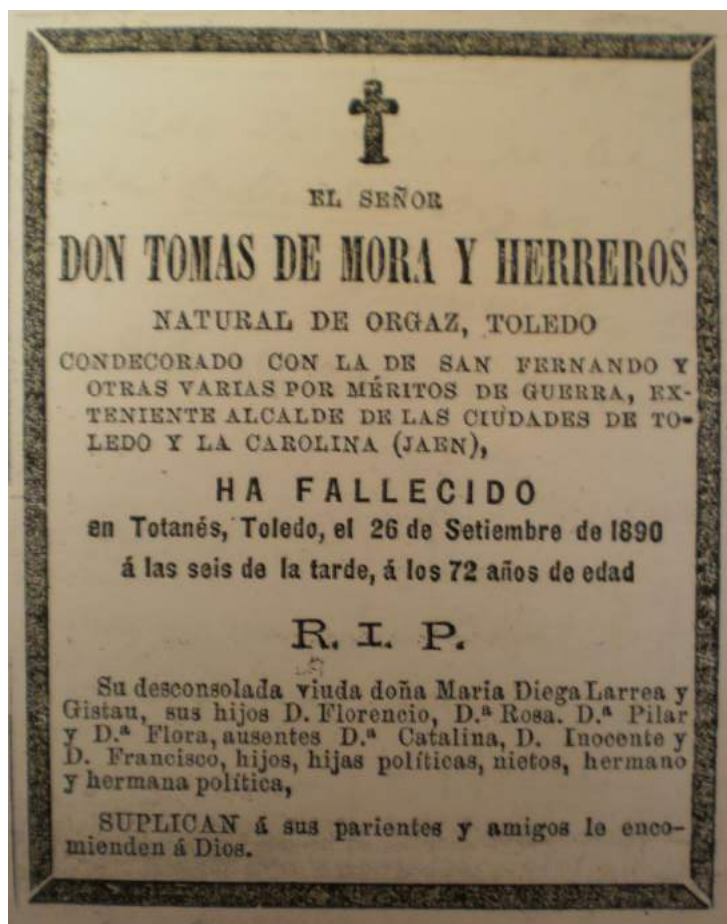 EL SEÑOR
DON TOMAS DE MORA Y HERREROS
NATURAL DE ORGAZ, TOLEDO
CONDECORADO CON LA DE SAN FERNANDO Y
OTRAS VARIAS POR MÉRITOS DE GUERRA, EX-
TENIENTE ALCALDE DE LAS CIUDADES DE TO-
LEDO Y LA CAROLINA (JAEN),
HA FALLECIDO
en Totanés, Toledo, el 26 de Setiembre de 1890
á las seis de la tarde, á los 72 años de edad
R. I. P.
Su desconsolada viuda doña Maria Diega Larrea y
Gistau, sus hijos D. Florencio, D.ª Rosa. D.ª Pilar
y D.ª Flora, ausentes D.ª Catalina, D. Inocente y
D. Francisco, hijos, hijas políticas, nietos, hermano
y hermana política,
SUPLICAN á sus parientes y amigos le enco-
mienden á Dios.